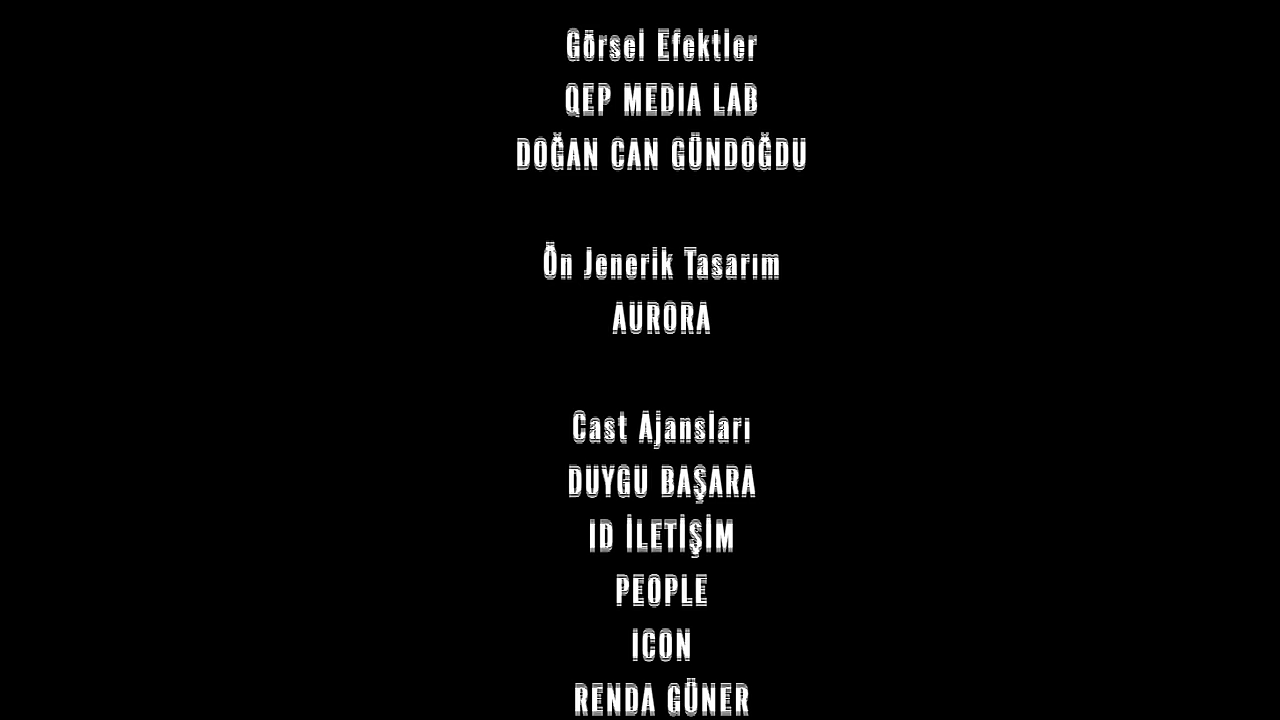 Görsel Efektler
QEP MEDIA LAB
DOĞAN CAN GÜNDOĞDU
Ön Jenerik Tasarım
AURORA
Cast Ajansları
DUYGU BAŞARA
ID İLETİŞİM
PEOPLE
ICON
RENDA GÜNER